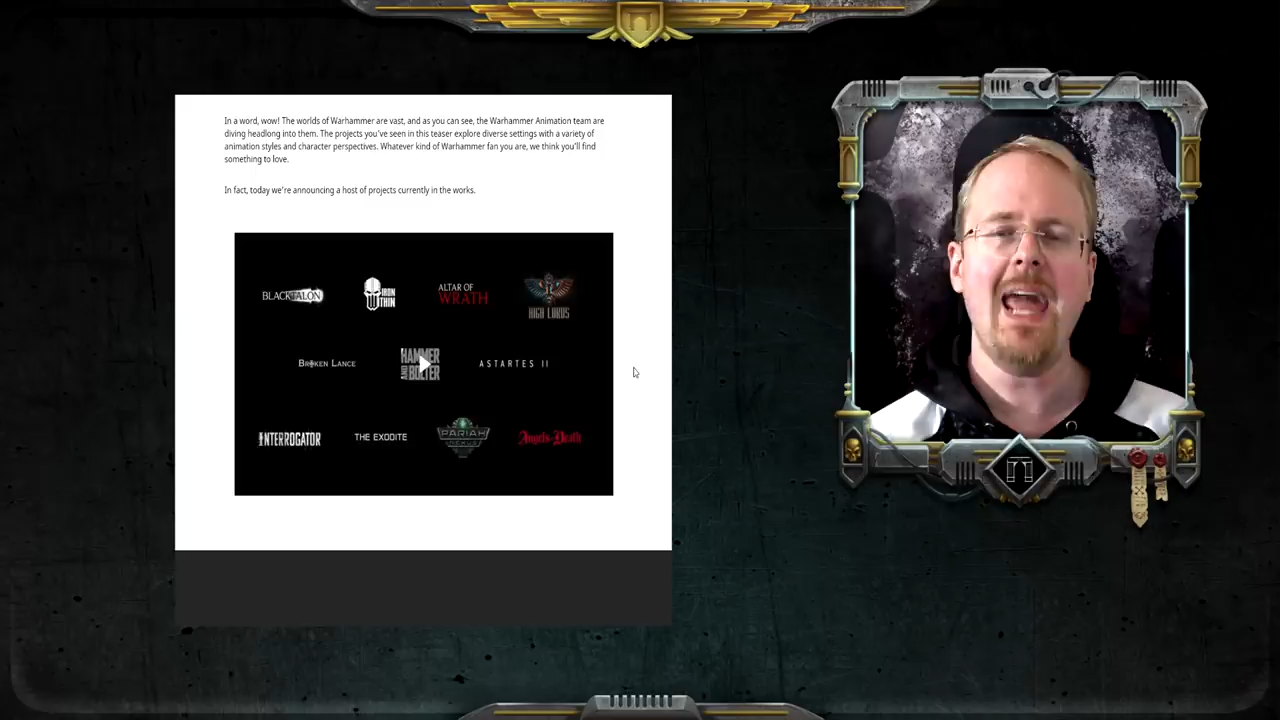 In a word, wow! The worlds of Warhammer are vast, and as you can see, the Warhammer Animation team are
diving headlong into them. The projects you've seen in this teaser explore diverse settings with a variety of
animation styles and character perspectives. Whatever kind of Warhammer fan you are, we think you'll find
something to love.
In fact, today we're announcing a host of projects currently in the works.
BLACKTALON
IRON
WITHIN
ALTAR OF
WRATH
HIGH LORDS
BROKEN LANCE
HAMMER
AND BOLTER
ASTARTES II
INTERROGATOR
THE EXODITE
PARIAH
NEXUS
Angels of Death